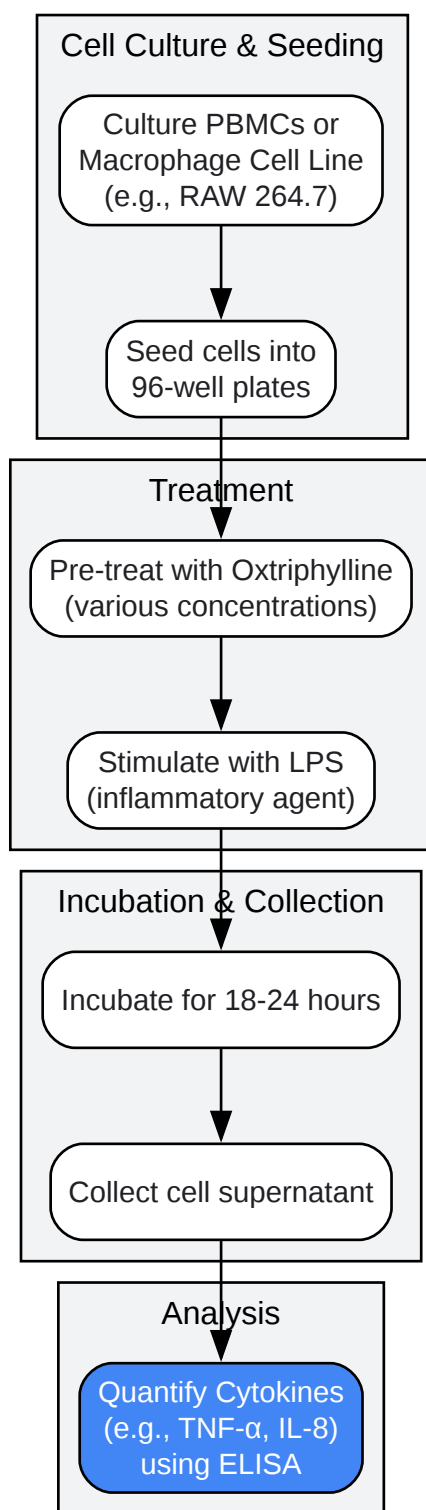 Cell Culture & Seeding
Culture PBMCs or
Macrophage Cell Line
(e.g., RAW 264.7)
Seed cells into
96-well plates
Treatment
Pre-treat with Oxtriphylline
(various concentrations)
Stimulate with LPS
(inflammatory agent)
Incubation & Collection
Incubate for 18-24 hours
Collect cell supernatant
Analysis
Quantify Cytokines
(e.g., TNF-α, IL-8)
using ELISA